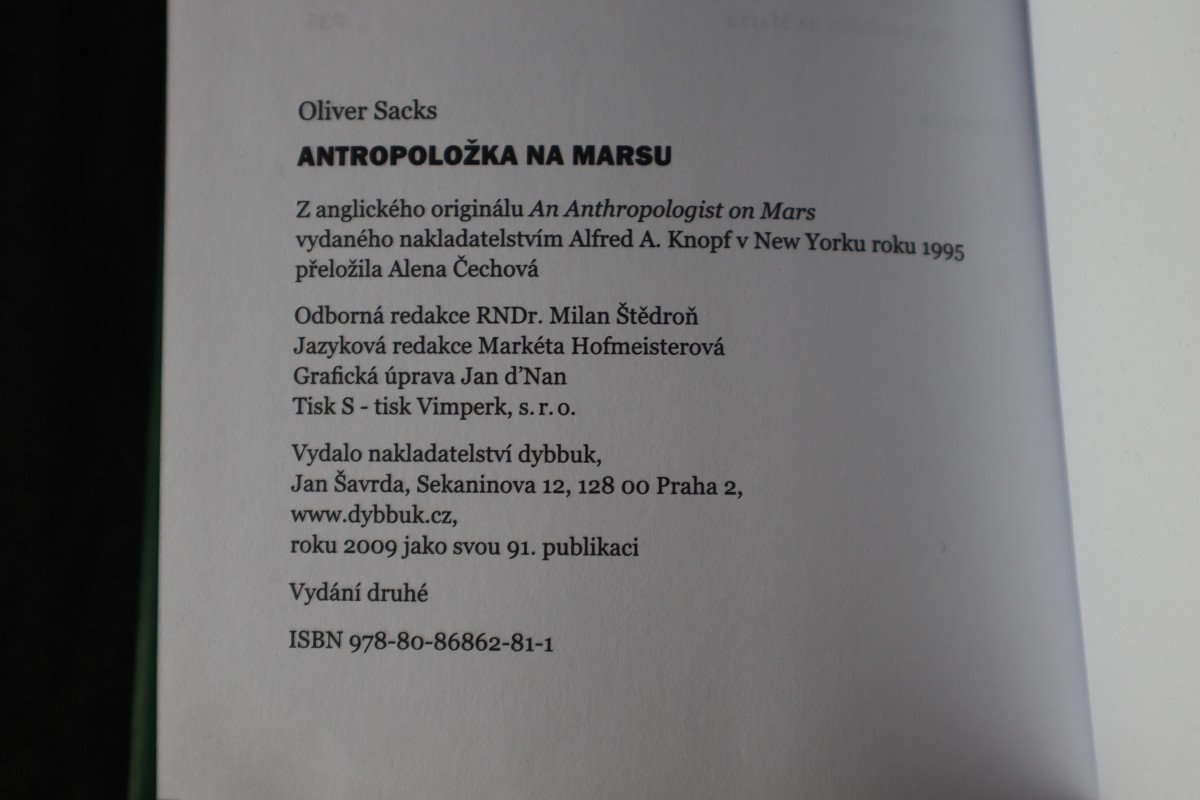 Oliver Sacks
ANTROPOLOŽKA NA MARSU
Z anglického originálu An Anthropologist on Mars
vydaného nakladatelstvím Alfred A. Knopf v New Yorku roku 1995
přeložila Alena Čechová
Odborná redakce RNDr. Milan Štědroň
Jazyková redakce Markéta Hofmeisterová
Grafická úprava Jan d’Nan
Tisk S - tisk Vimperk, s. r. o.
Vydalo nakladatelství dybbuk,
Jan Šavrda, Sekaninova 12, 128 00 Praha 2,
www.dybbuk.cz,
roku 2009 jako svou 91. publikaci
Vydání druhé
ISBN 978-80-86862-81-1